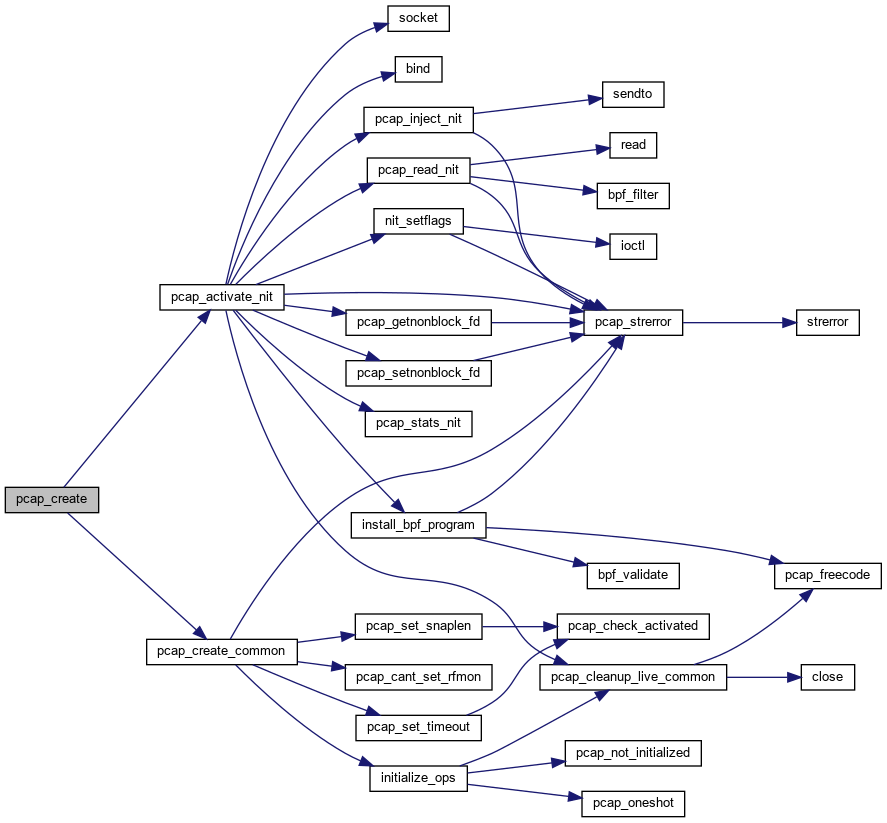 socket
bind
sendto
pcap_inject_nit
read
pcap_read_nit
bpf_filter
nit_setflags
ioctl
pcap_activate_nit
pcap_getnonblock_fd
pcap_strerror
strerror
pcap_setnonblock_fd
pcap_stats_nit
pcap_create
install_bpf_program
bpf_validate
pcap_freecode
pcap_set_snaplen
pcap_check_activated
pcap_create_common
pcap_cant_set_rfmon
pcap_cleanup_live_common
close
pcap_set_timeout
pcap_not_initialized
initialize_ops
pcap_oneshot